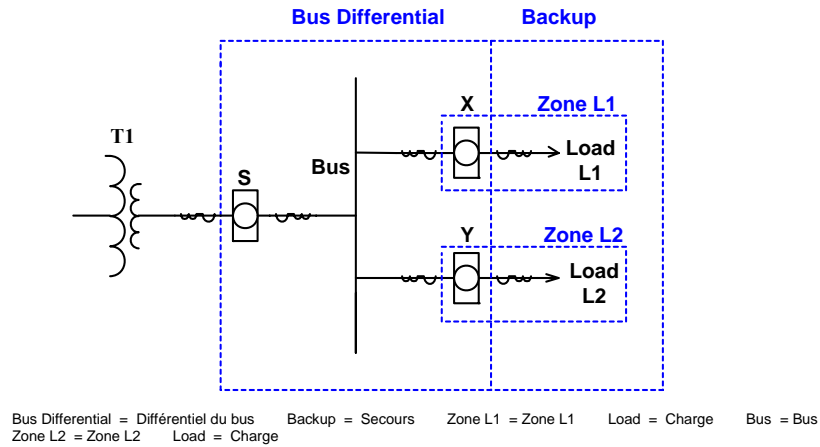 Bus Differential
Backup
X
Zone L1
T1
Load
L1
Bus
S
Y
Zone L2
Load
L2
Bus Differential = Différentiel du bus Backup = Secours Zone L1 = Zone L1 Load = Charge Bus = Bus
Zone L2 = Zone L2 Load = Charge